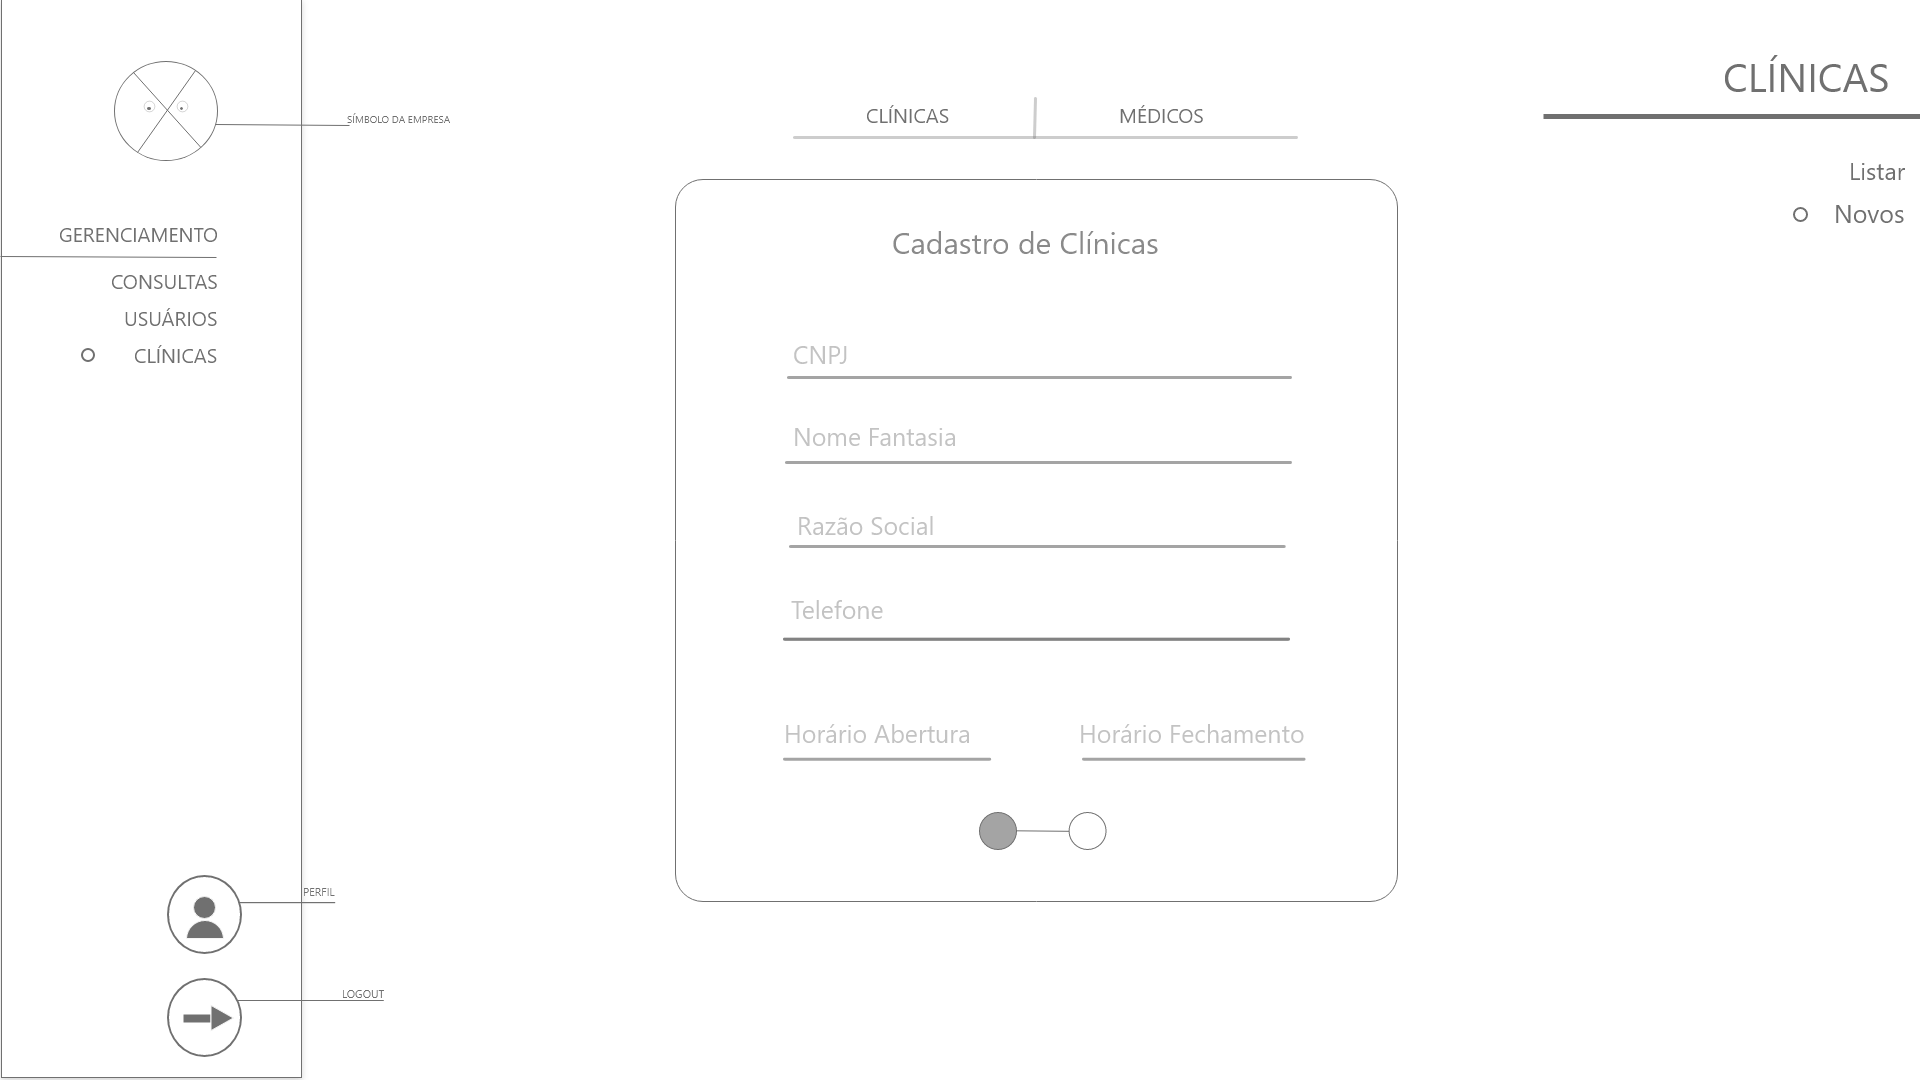 SÍMBOLO DA EMPRESA
GERENCIAMENTO
CONSULTAS
USUÁRIOS
CLÍNICAS
PERFIL
LOGOUT
CLÍNICAS
MÉDICOS
Cadastro de Clínicas
CNPJ
Nome Fantasia
Razão Social
Telefone
Horário Abertura
Horário Fechamento
CLÍNICAS
Listar
Novos